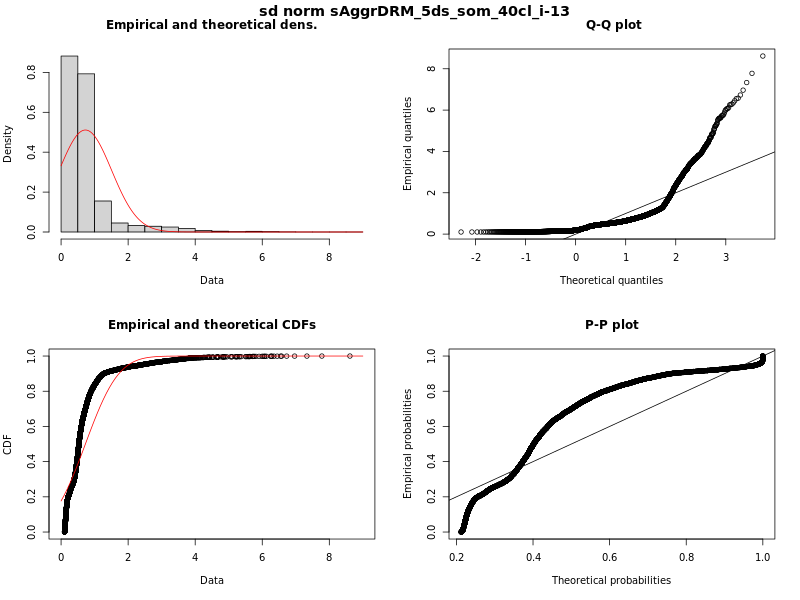 sd norm sAggrDRM_5ds_som_40cl_i-13
Empirical and theoretical dens.
Density
0.0 0.2 0.4 0.6 0.8
0 2 4 6 8
Data
Q-Q plot
Empirical quantiles
0 2 4 6 8
-2 -1 0 1 2 3
Theoretical quantiles
Empirical and theoretical CDFs
CDF
0.0 0.2 0.4 0.6 0.8 1.0
0 2 4 6 8
Data
P-P plot
Empirical probabilities
0.0 0.2 0.4 0.6 0.8 1.0
0.2 0.4 0.6 0.8 1.0
Theoretical probabilities